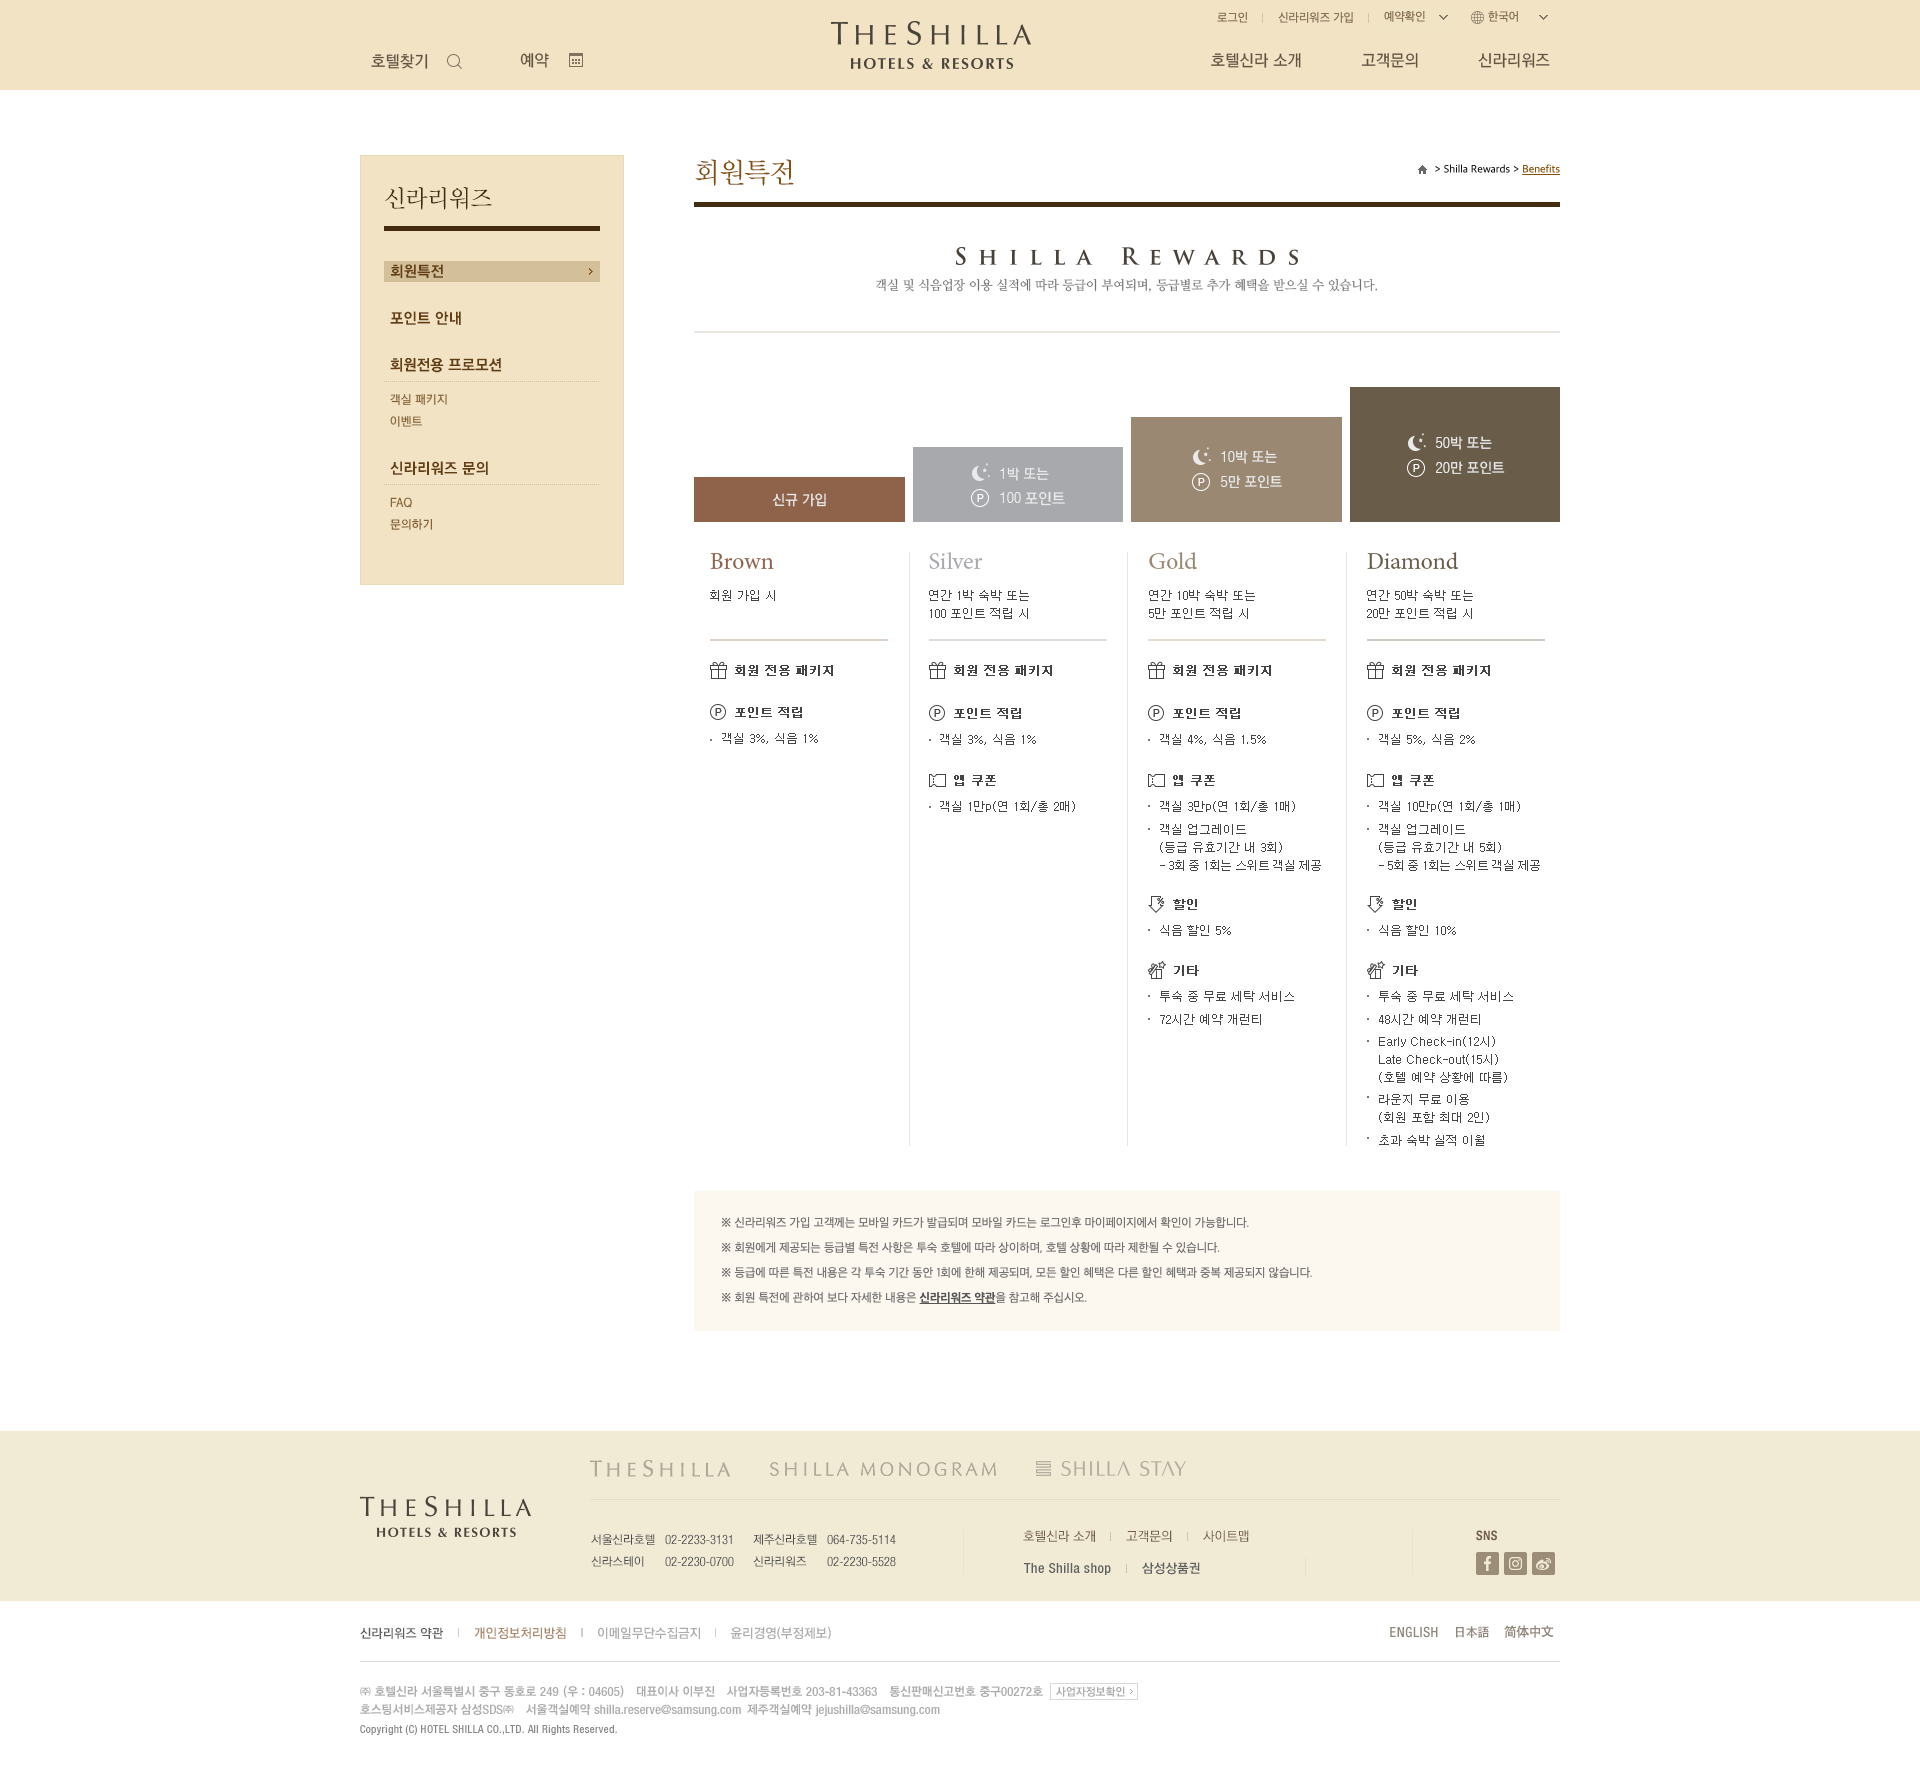 로그인 신라리워즈 가입 예약확인 한국어
호텔찾기 예약 THE SHILLA HOTELS & RESORTS 호텔신라 소개 고객문의 신라리워즈
신라리워즈
회원특전
포인트 안내
회원전용 프로모션
객실 패키지
이벤트
신라리워즈 문의
FAQ
문의하기
회원특전
> Shilla Rewards > Benefits
SHILLA REWARDS
객실 및 식음업장 이용 실적에 따라 등급이 부여되며, 등급별로 추가 혜택을 받으실 수 있습니다.
신규 가입
1박 또는
P 100 포인트
10박 또는
P 5만 포인트
50박 또는
P 20만 포인트
Brown
회원 가입 시
회원 전용 패키지
P 포인트 적립
· 객실 3%, 식음 1%
Silver
연간 1박 숙박 또는
100 포인트 적립 시
회원 전용 패키지
P 포인트 적립
· 객실 3%, 식음 1%
앱 쿠폰
· 객실 1만p(연 1회/총 2매)
Gold
연간 10박 숙박 또는
5만 포인트 적립 시
회원 전용 패키지
P 포인트 적립
· 객실 4%, 식음 1.5%
앱 쿠폰
· 객실 3만p(연 1회/총 1매)
· 객실 업그레이드
(등급 유효기간 내 3회)
- 3회 중 1회는 스위트 객실 제공
할인
· 식음 할인 5%
기타
· 투숙 중 무료 세탁 서비스
· 72시간 예약 개런티
Diamond
연간 50박 숙박 또는
20만 포인트 적립 시
회원 전용 패키지
P 포인트 적립
· 객실 5%, 식음 2%
앱 쿠폰
· 객실 10만p(연 1회/총 1매)
· 객실 업그레이드
(등급 유효기간 내 5회)
- 5회 중 1회는 스위트 객실 제공
할인
· 식음 할인 10%
기타
· 투숙 중 무료 세탁 서비스
· 48시간 예약 개런티
· Early Check-in(12시)
Late Check-out(15시)
(호텔 예약 상황에 따름)
· 라운지 무료 이용
(회원 포함 최대 2인)
· 초과 숙박 실적 이월
※ 신라리워즈 가입 고객께는 모바일 카드가 발급되며 모바일 카드는 로그인후 마이페이지에서 확인이 가능합니다.
※ 회원에게 제공되는 등급별 특전 사항은 투숙 호텔에 따라 상이하며, 호텔 상황에 따라 제한될 수 있습니다.
※ 등급에 따른 특전 내용은 각 투숙 기간 동안 1회에 한해 제공되며, 모든 할인 혜택은 다른 할인 혜택과 중복 제공되지 않습니다.
※ 회원 특전에 관하여 보다 자세한 내용은 신라리워즈 약관을 참고해 주십시오.
THE SHILLA SHILLA MONOGRAM SHILLA STAY
THE SHILLA
HOTELS & RESORTS
서울신라호텔 02-2233-3131 제주신라호텔 064-735-5114
신라스테이 02-2230-0700 신라리워즈 02-2230-5528
호텔신라 소개 고객문의 사이트맵
The Shilla shop 삼성상품권
SNS
신라리워즈 약관 개인정보처리방침 이메일무단수집금지 윤리경영(부정제보)
ENGLISH 日本語 简体中文
㈜ 호텔신라 서울특별시 중구 동호로 249 (우 : 04605) 대표이사 이부진 사업자등록번호 203-81-43363 통신판매신고번호 중구00272호 사업자정보확인 >
호스팅서비스제공자 삼성SDS㈜ 서울객실예약 shilla.reserve@samsung.com 제주객실예약 jejushilla@samsung.com
Copyright (C) HOTEL SHILLA CO.,LTD. All Rights Reserved.